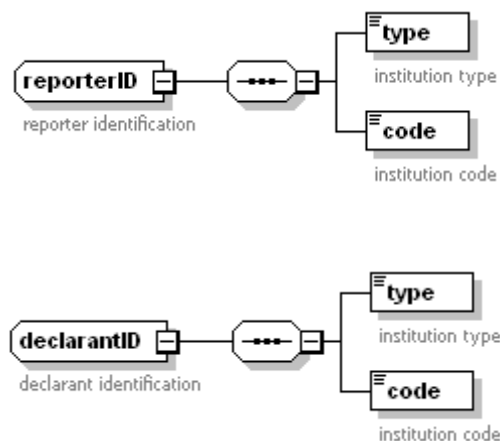 type
institution type
reporterID
reporter identification
code
institution code
type
institution type
declarantID
declarant identification
code
institution code